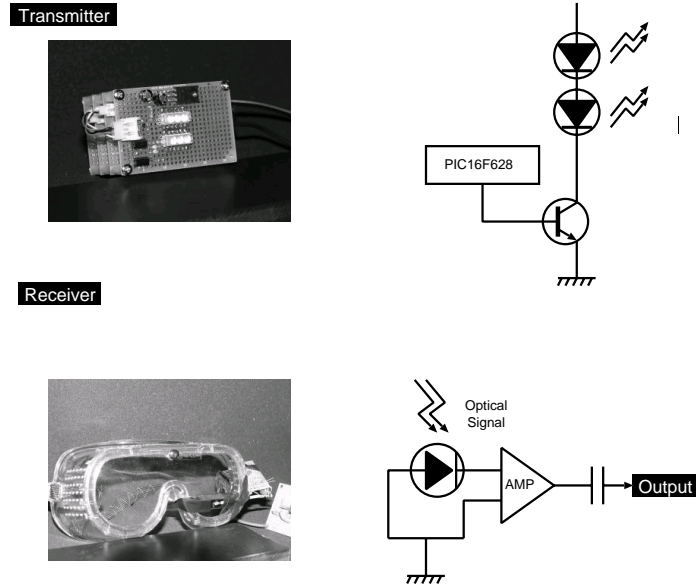 Transmitter
PIC16F628
Receiver
Optical
Signal
AMP
Output